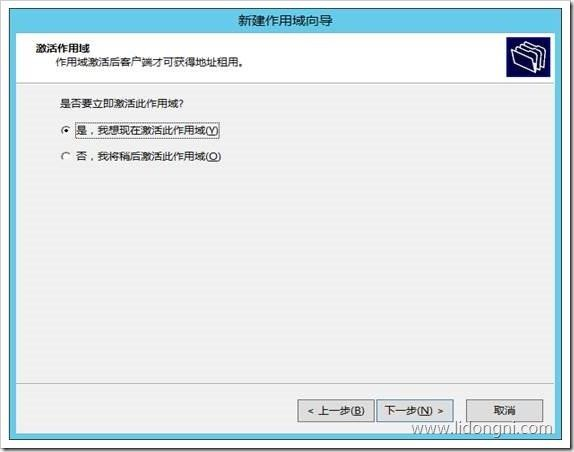 新建作用域向导
激活作用域
作用域激活后客户端才可获得地址租用。
是否要立即激活此作用域?
是，我想现在激活此作用域(Y)
否，我将稍后激活此作用域(O)
< 上一步(B) 下一步(N) > 取消
www.lidongni.com